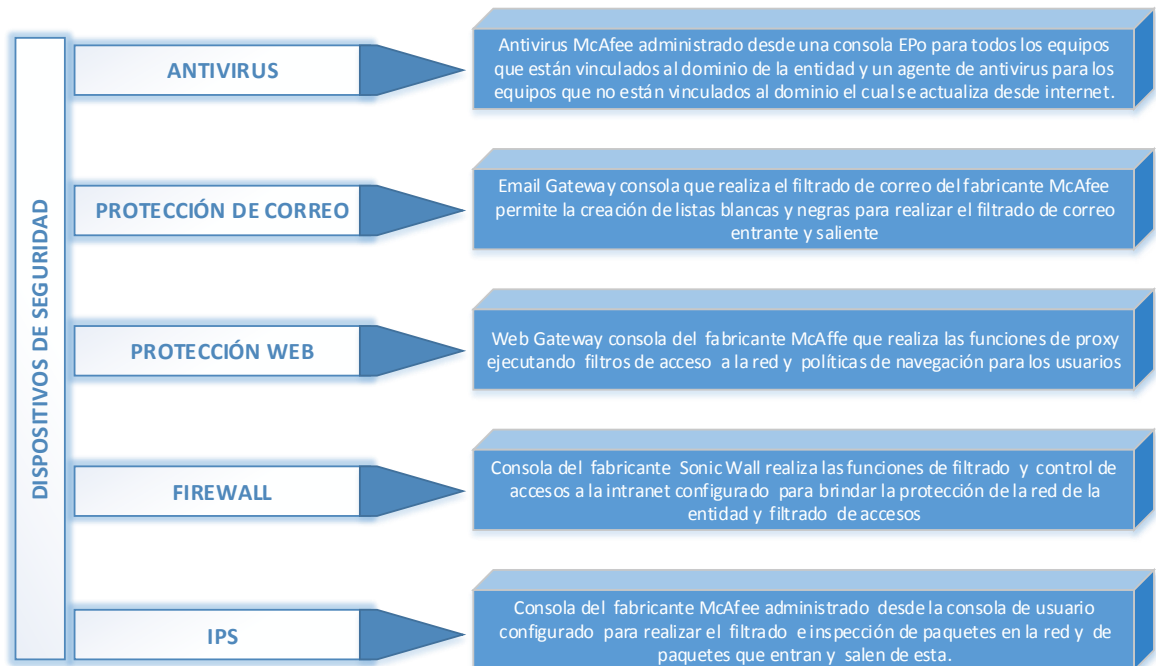 DISPOSITIVOS DE SEGURIDAD
ANTIVIRUS
Antivirus McAfee administrado desde una consola EPo para todos los equipos
que están vinculados al dominio de la entidad y un agente de antivirus para los
equipos que no están vinculados al dominio el cual se actualiza desde internet.
PROTECCIÓN DE CORREO
Email Gateway consola que realiza el filtrado de correo del fabricante McAfee
permite la creación de listas blancas y negras para realizar el filtrado de correo
entrante y saliente
PROTECCIÓN WEB
Web Gateway consola del fabricante McAffe que realiza las funciones de proxy
ejecutando filtros de acceso a la red y políticas de navegación para los usuarios
FIREWALL
Consola del fabricante Sonic Wall realiza las funciones de filtrado y control de
accesos a la intranet configurado para brindar la protección de la red de la
entidad y filtrado de accesos
IPS
Consola del fabricante McAfee administrado desde la consola de usuario
configurado para realizar el filtrado e inspección de paquetes en la red y de
paquetes que entran y salen de esta.